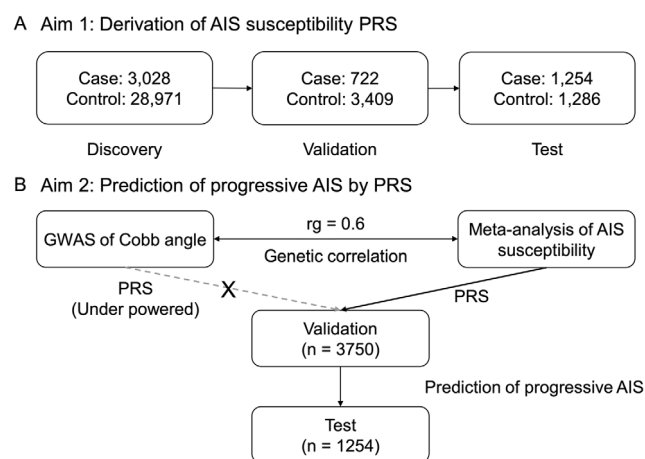 A Aim 1: Derivation of AIS susceptibility PRS
Case: 3,028
Control: 28,971
Case: 722
Control: 3,409
Case: 1,254
Control: 1,286
Discovery
Validation
Test
B Aim 2: Prediction of progressive AIS by PRS
GWAS of Cobb angle
rg = 0.6
Genetic correlation
Meta-analysis of AIS
susceptibility
PRS
(Under powered)
X
PRS
Validation
(n = 3750)
Prediction of progressive AIS
Test
(n = 1254)